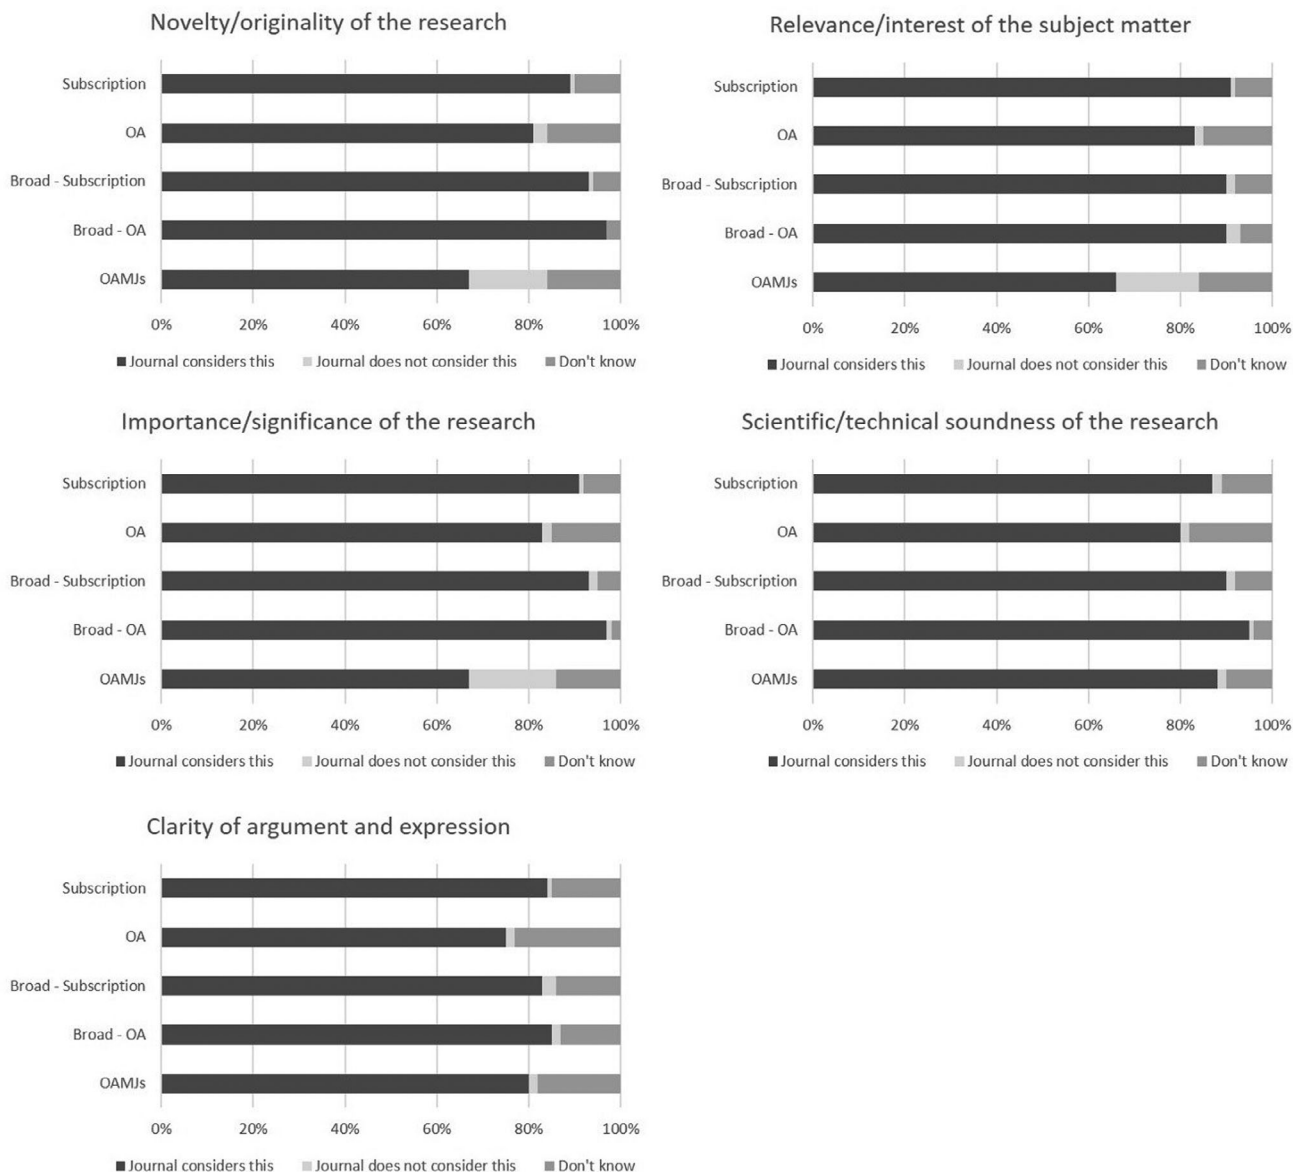 Novelty/originality of the research
Subscription
OA
Broad - Subscription
Broad - OA
OAMJs
0% 20% 40% 60% 80% 100%
Journal considers this Journal does not consider this Don't know
Relevance/interest of the subject matter
Subscription
OA
Broad - Subscription
Broad - OA
OAMJs
0% 20% 40% 60% 80% 100%
Journal considers this Journal does not consider this Don't know
Importance/significance of the research
Subscription
OA
Broad - Subscription
Broad - OA
OAMJs
0% 20% 40% 60% 80% 100%
Journal considers this Journal does not consider this Don't know
Scientific/technical soundness of the research
Subscription
OA
Broad - Subscription
Broad - OA
OAMJs
0% 20% 40% 60% 80% 100%
Journal considers this Journal does not consider this Don't know
Clarity of argument and expression
Subscription
OA
Broad - Subscription
Broad - OA
OAMJs
0% 20% 40% 60% 80% 100%
Journal considers this Journal does not consider this Don't know